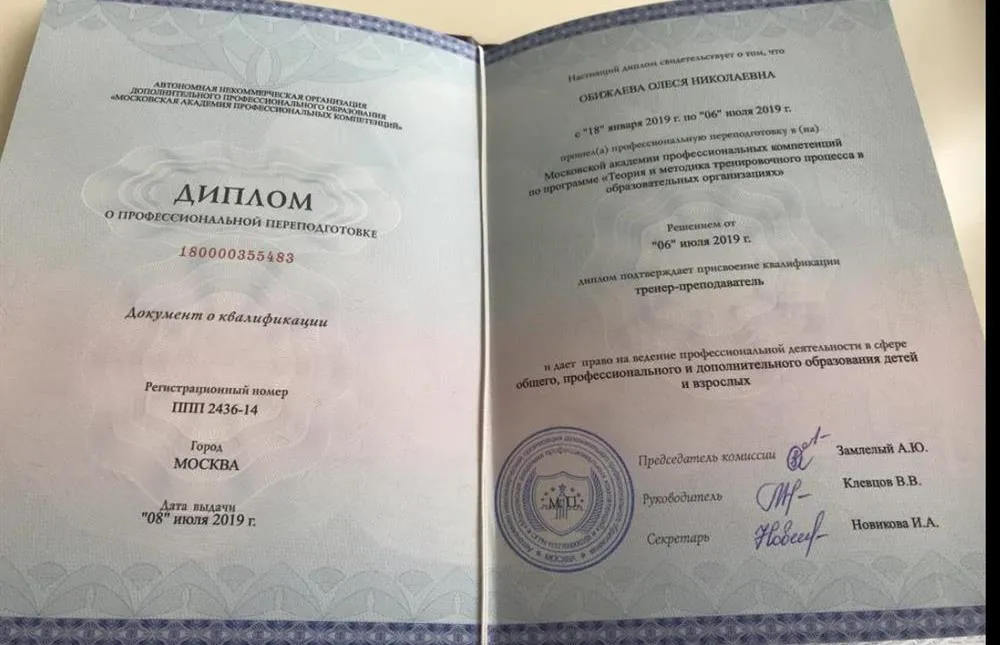 АВТОНОМНАЯ НЕКОММЕРЧЕСКАЯ ОРГАНИЗАЦИЯ
ДОПОЛНИТЕЛЬНОГО ПРОФЕССИОНАЛЬНОГО ОБРАЗОВАНИЯ
«МОСКОВСКАЯ АКАДЕМИЯ ПРОФЕССИОНАЛЬНЫХ КОМПЕТЕНЦИЙ»
ДИПЛОМ
О ПРОФЕССИОНАЛЬНОЙ ПЕРЕПОДГОТОВКЕ
180000355483
Документ о квалификации
Регистрационный номер
ППП 2436-14
Город
МОСКВА
Дата выдачи
"08" июля 2019 г.
Настоящий диплом свидетельствует о том, что
ОБИЖАЕВА ОЛЕСЯ НИКОЛАЕВНА
с "18" января 2019 г. по "06" июля 2019 г.
прошел(а) профессиональную переподготовку в (на)
Московской академии профессиональных компетенций
по программе «Теория и методика тренировочного процесса в
образовательных организациях»
Решением от
"06" июля 2019 г.
диплом подтверждает присвоение квалификации
тренер-преподаватель
и дает право на ведение профессиональной деятельности в сфере
общего, профессионального и дополнительного образования детей
и взрослых
Председатель комиссии Замлелый А.Ю.
Руководитель Клевцов В.В.
Секретарь Новикова И.А.